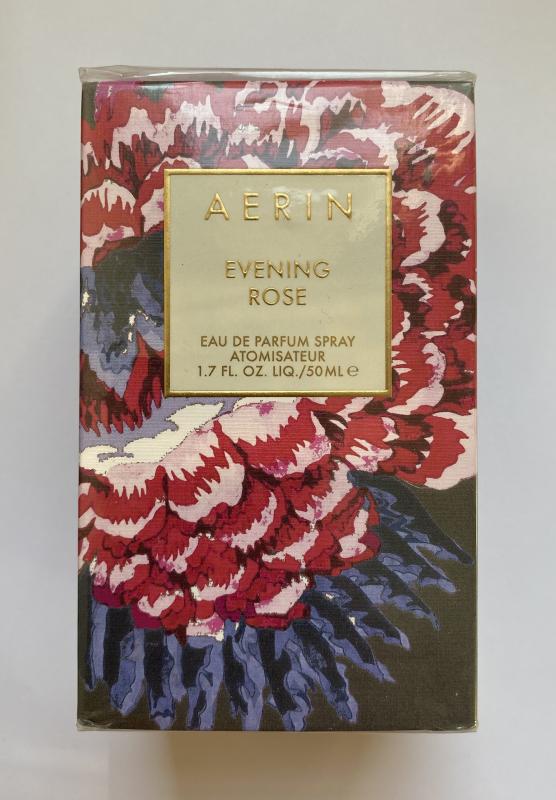 AERIN
EVENING
ROSE
EAU DE PARFUM SPRAY
ATOMISATEUR
1.7 FL. OZ. LIQ./50ML ℮